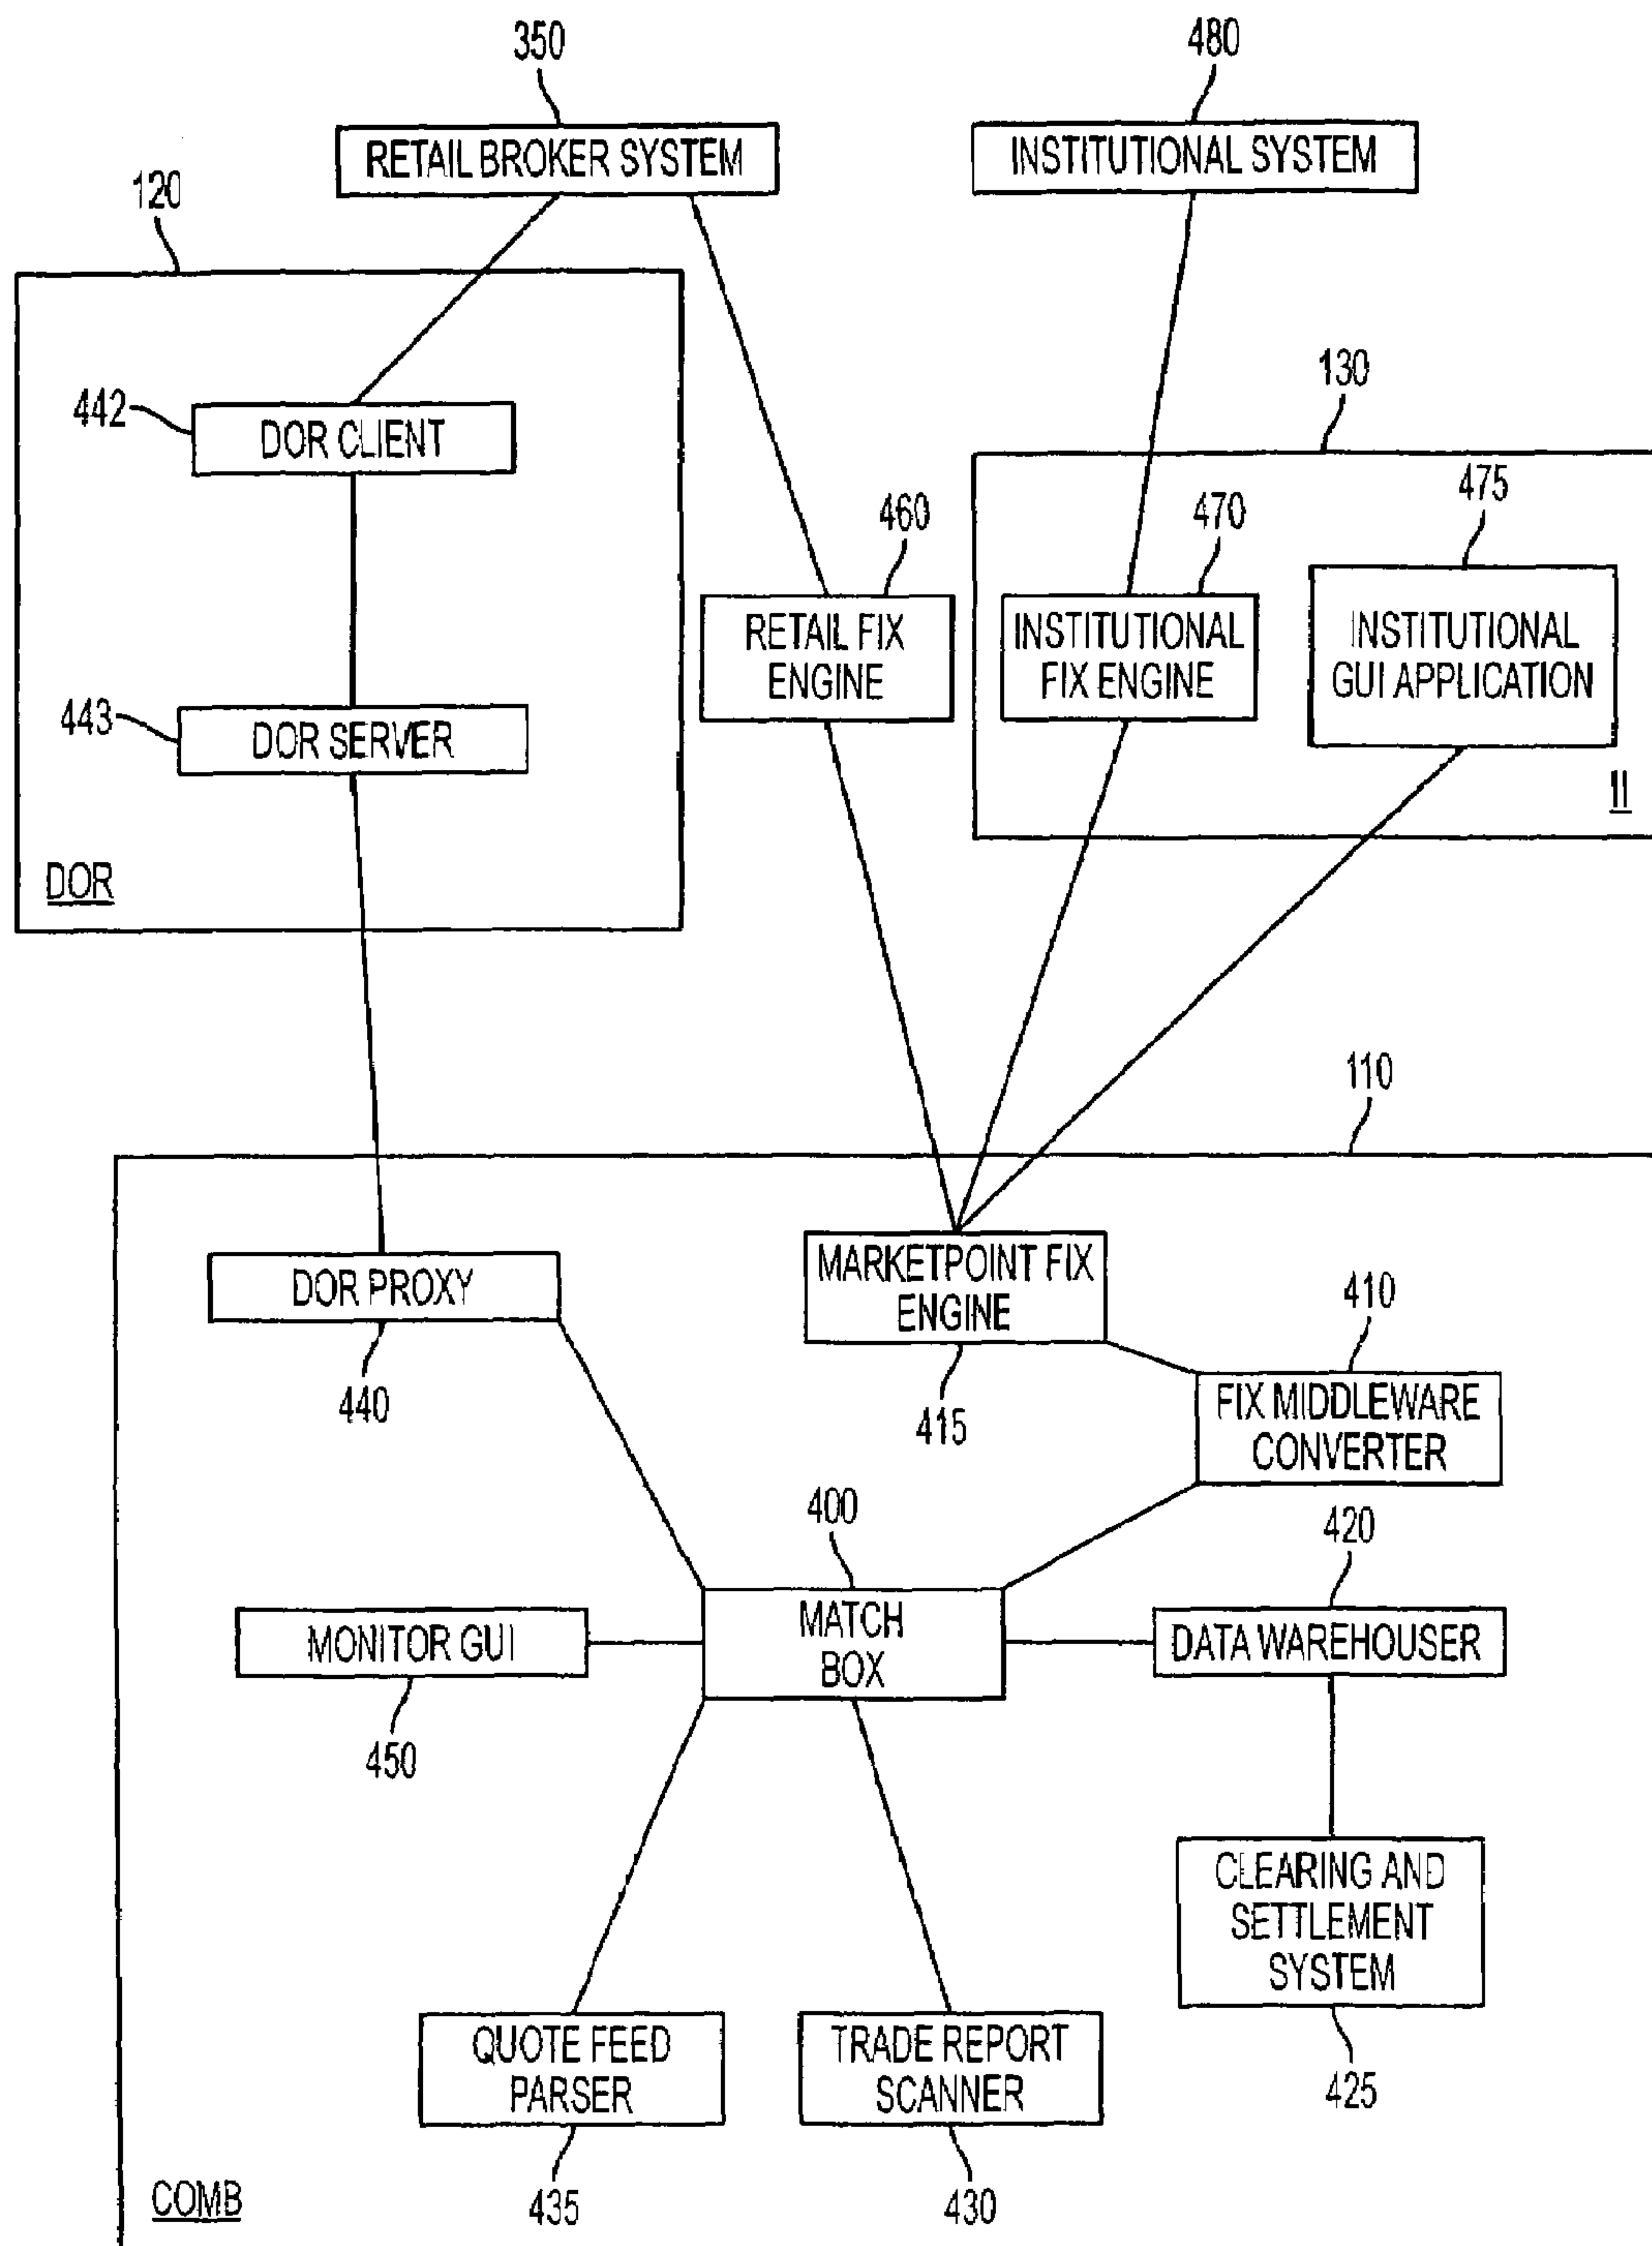 350
480
RETAIL BROKER SYSTEM
INSTITUTIONAL SYSTEM
120
130
442
DOR CLIENT
475
460
470
RETAIL FIX
ENGINE
INSTITUTIONAL
FIX ENGINE
INSTITUTIONAL
GUI APPLICATION
443
DOR SERVER
II
DOR
110
DOR PROXY
MARKETPOINT FIX
ENGINE
410
440
415
FIX MIDDLEWARE
CONVERTER
400
420
MONITOR GUI
MATCH
BOX
DATA WAREHOUSER
450
CLEARING AND
SETTLEMENT
SYSTEM
QUOTE FEED
PARSER
TRADE REPORT
SCANNER
425
COMB
435
430